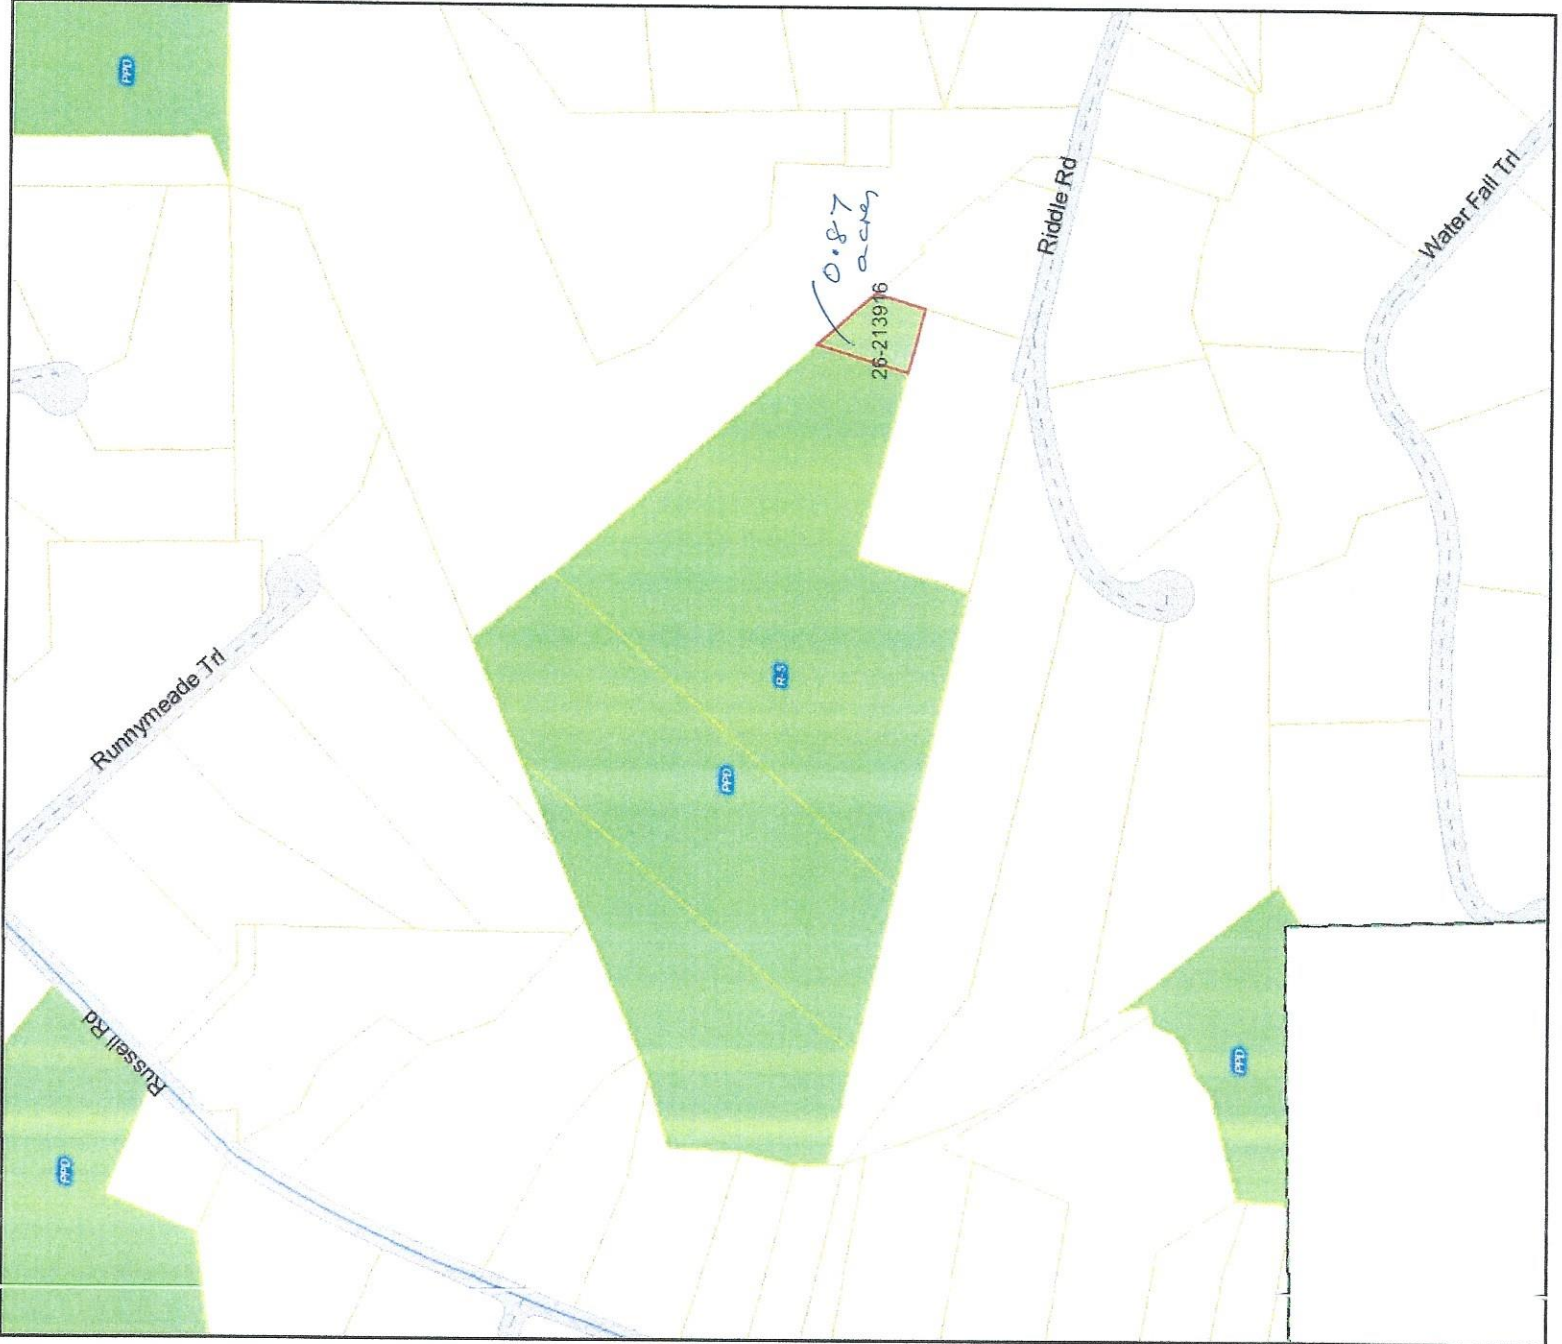 PPD
Riddle Rd
Water Fall Trl
0.87
acres
26-213916
Runnymeade Trl
R-5
PPD
Russell Rd
PPD
PPD